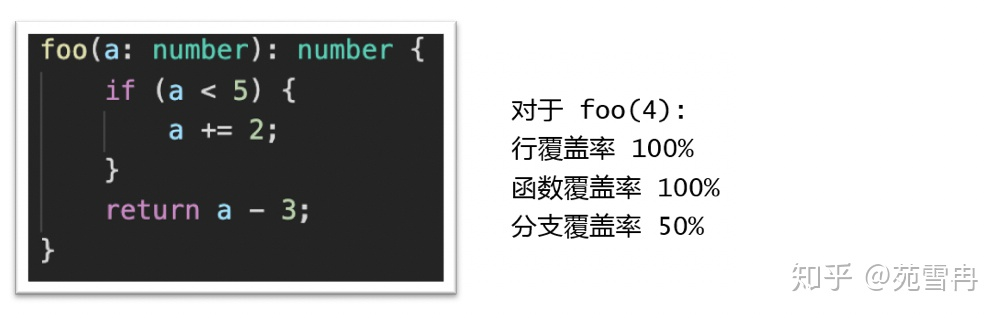 foo(a: number): number {
if (a < 5) {
a += 2;
}
return a - 3;
}
对于 foo(4):
行覆盖率 100%
函数覆盖率 100%
分支覆盖率 50%
知乎 @苑雪冉